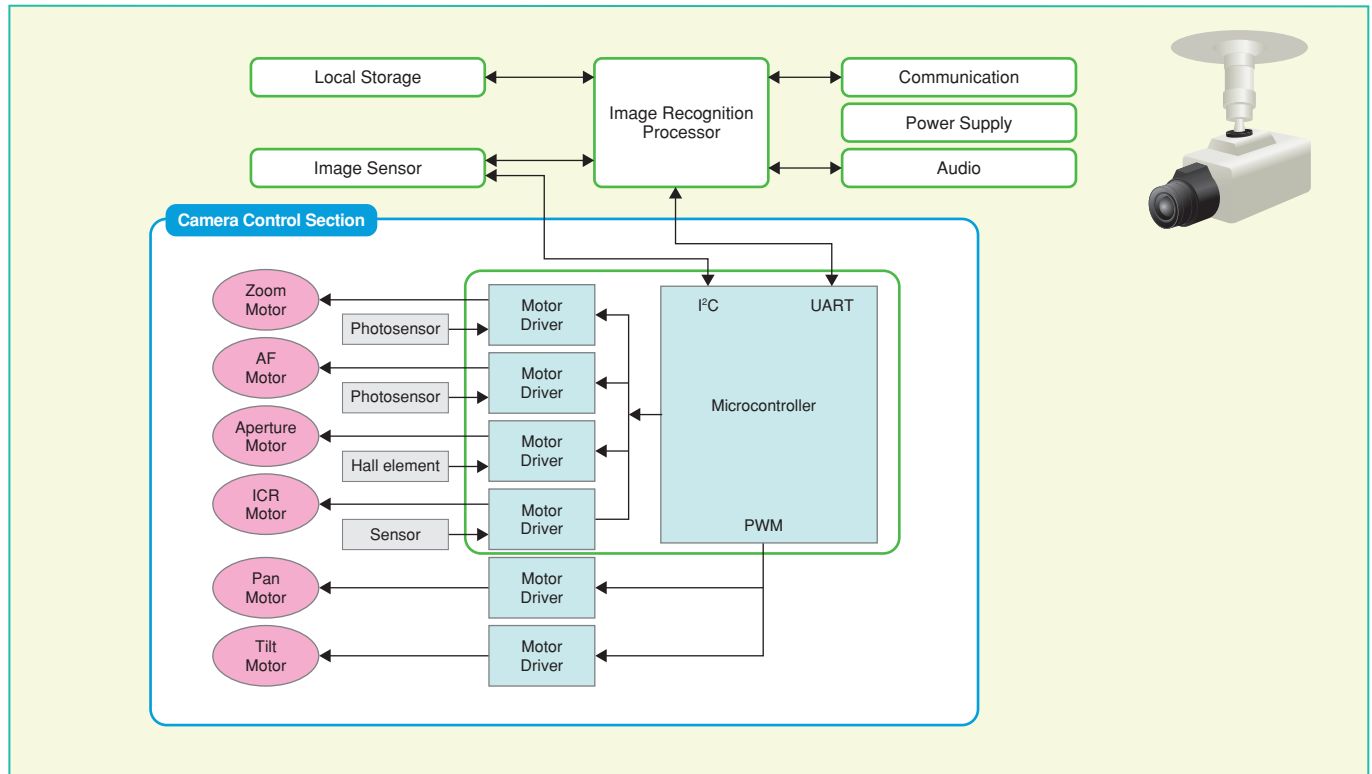 Local Storage
Image Recognition
Processor
Communication
Power Supply
Image Sensor
Audio
Camera Control Section
Zoom
Motor
Photosensor
Motor
Driver
I²C
UART
AF
Motor
Photosensor
Motor
Driver
Microcontroller
Aperture
Motor
Hall element
Motor
Driver
ICR
Motor
Sensor
Motor
Driver
PWM
Pan
Motor
Motor
Driver
Tilt
Motor
Motor
Driver